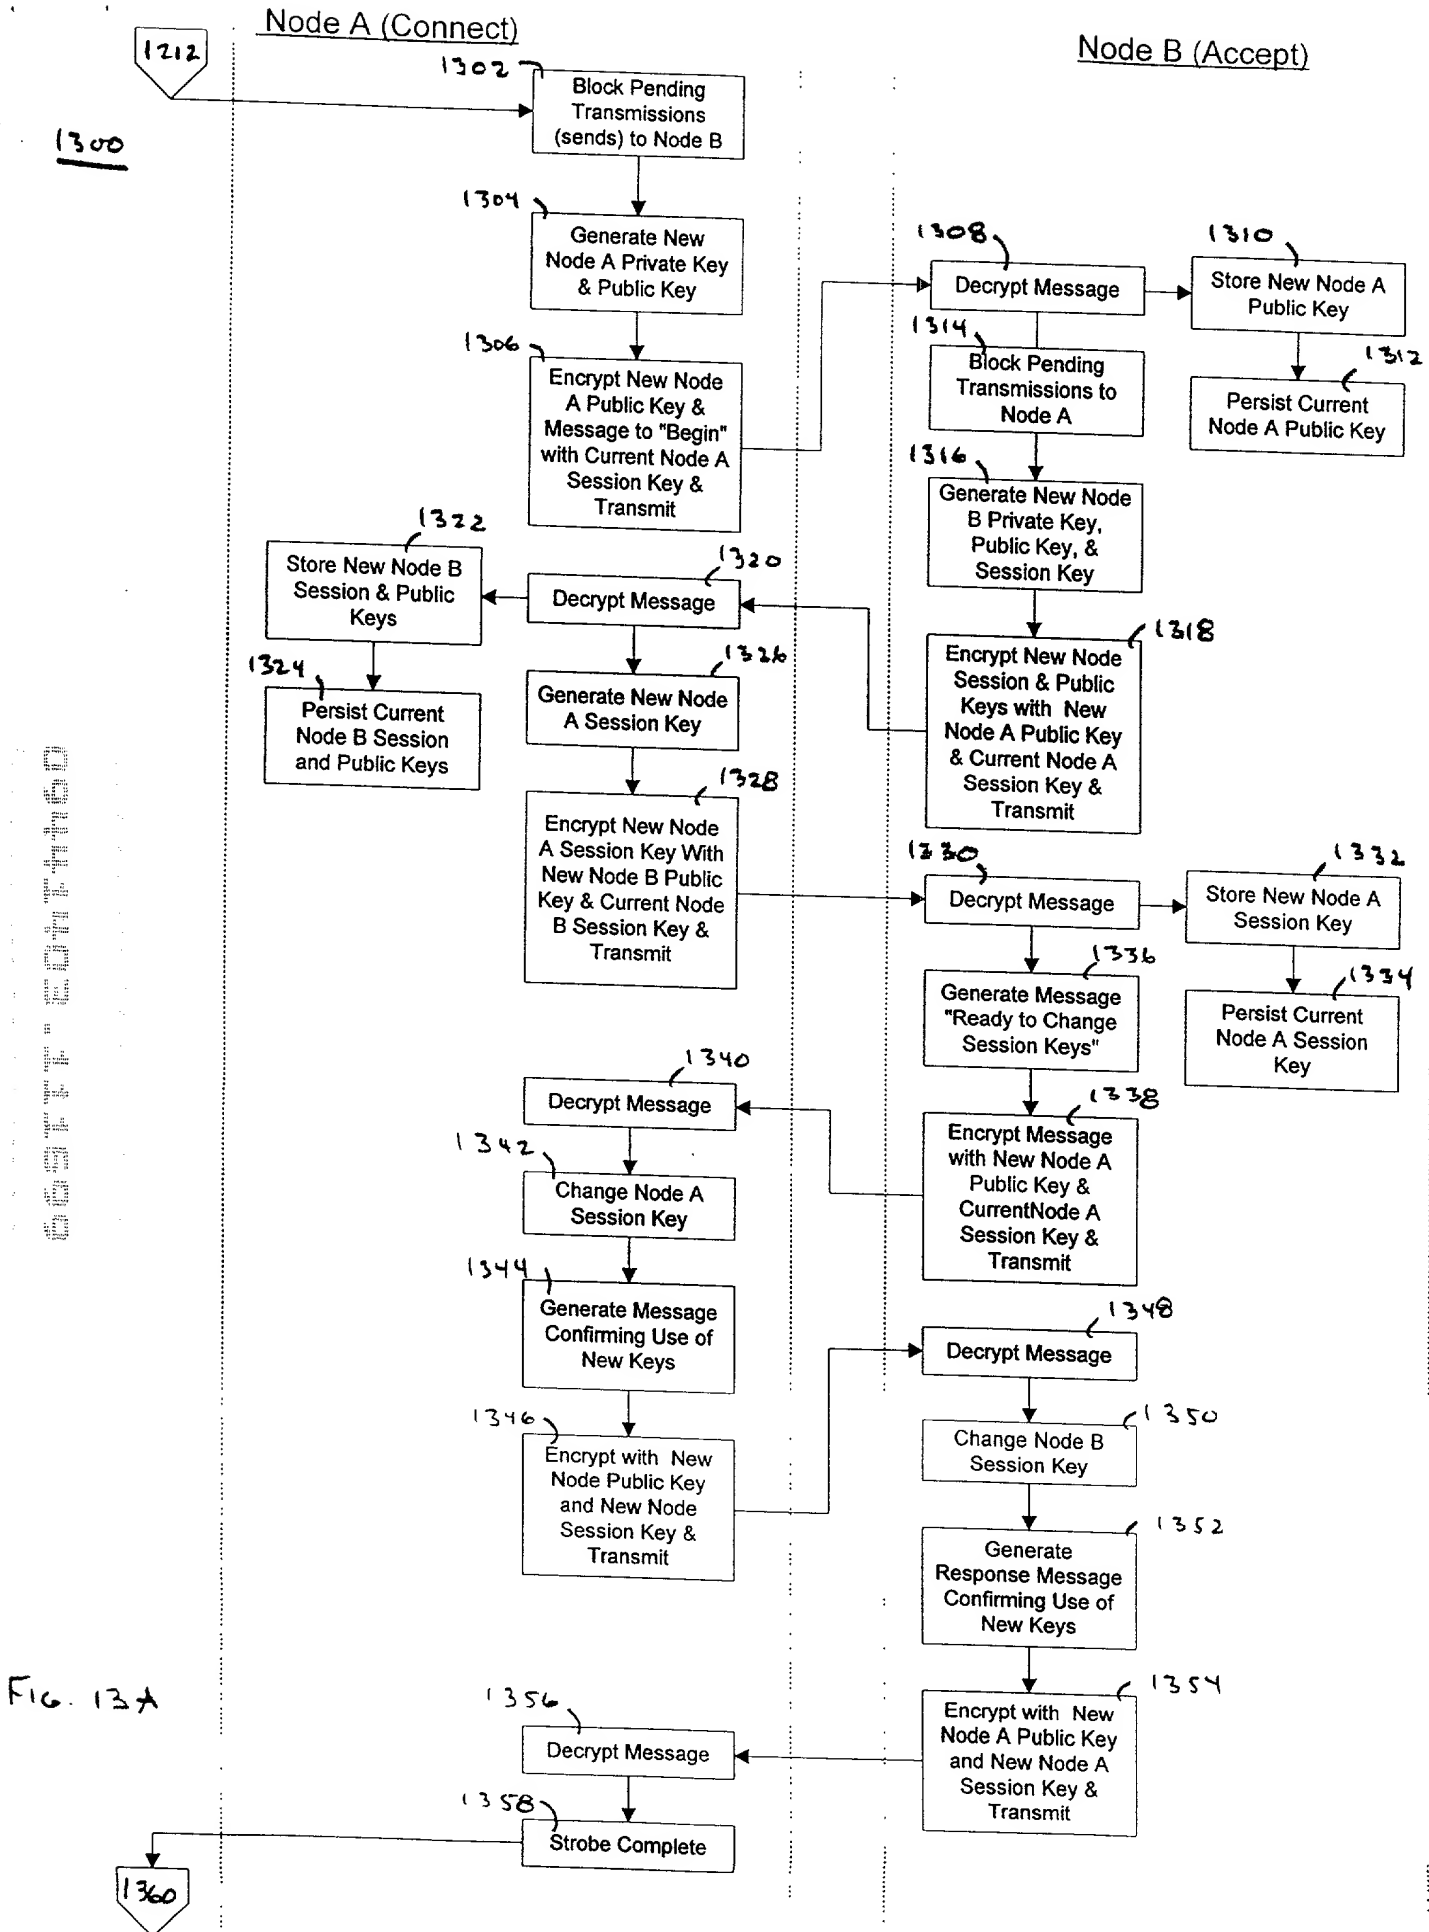 Node A (Connect)
Node B (Accept)
1212
1300
1302
Block Pending
Transmissions
(sends) to Node B
1304
Generate New
Node A Private Key
& Public Key
1306
Encrypt New Node
A Public Key &
Message to "Begin"
with Current Node A
Session Key &
Transmit
1308
Decrypt Message
1310
Store New Node A
Public Key
1312
Persist Current
Node A Public Key
1314
Block Pending
Transmissions to
Node A
1316
Generate New Node
B Private Key,
Public Key, &
Session Key
1318
Encrypt New Node
Session & Public
Keys with New
Node A Public Key
& Current Node A
Session Key &
Transmit
1320
Decrypt Message
1322
Store New Node B
Session & Public
Keys
1324
Persist Current
Node B Session
and Public Keys
1326
Generate New Node
A Session Key
1328
Encrypt New Node
A Session Key With
New Node B Public
Key & Current Node
B Session Key &
Transmit
1330
Decrypt Message
1332
Store New Node A
Session Key
1334
Persist Current
Node A Session
Key
1336
Generate Message
"Ready to Change
Session Keys"
1338
Encrypt Message
with New Node A
Public Key &
CurrentNode A
Session Key &
Transmit
1340
Decrypt Message
1342
Change Node A
Session Key
1344
Generate Message
Confirming Use of
New Keys
1346
Encrypt with New
Node Public Key
and New Node
Session Key &
Transmit
1348
Decrypt Message
1350
Change Node B
Session Key
1352
Generate
Response Message
Confirming Use of
New Keys
1354
Encrypt with New
Node A Public Key
and New Node A
Session Key &
Transmit
1356
Decrypt Message
1358
Strobe Complete
1360
FIG. 13A